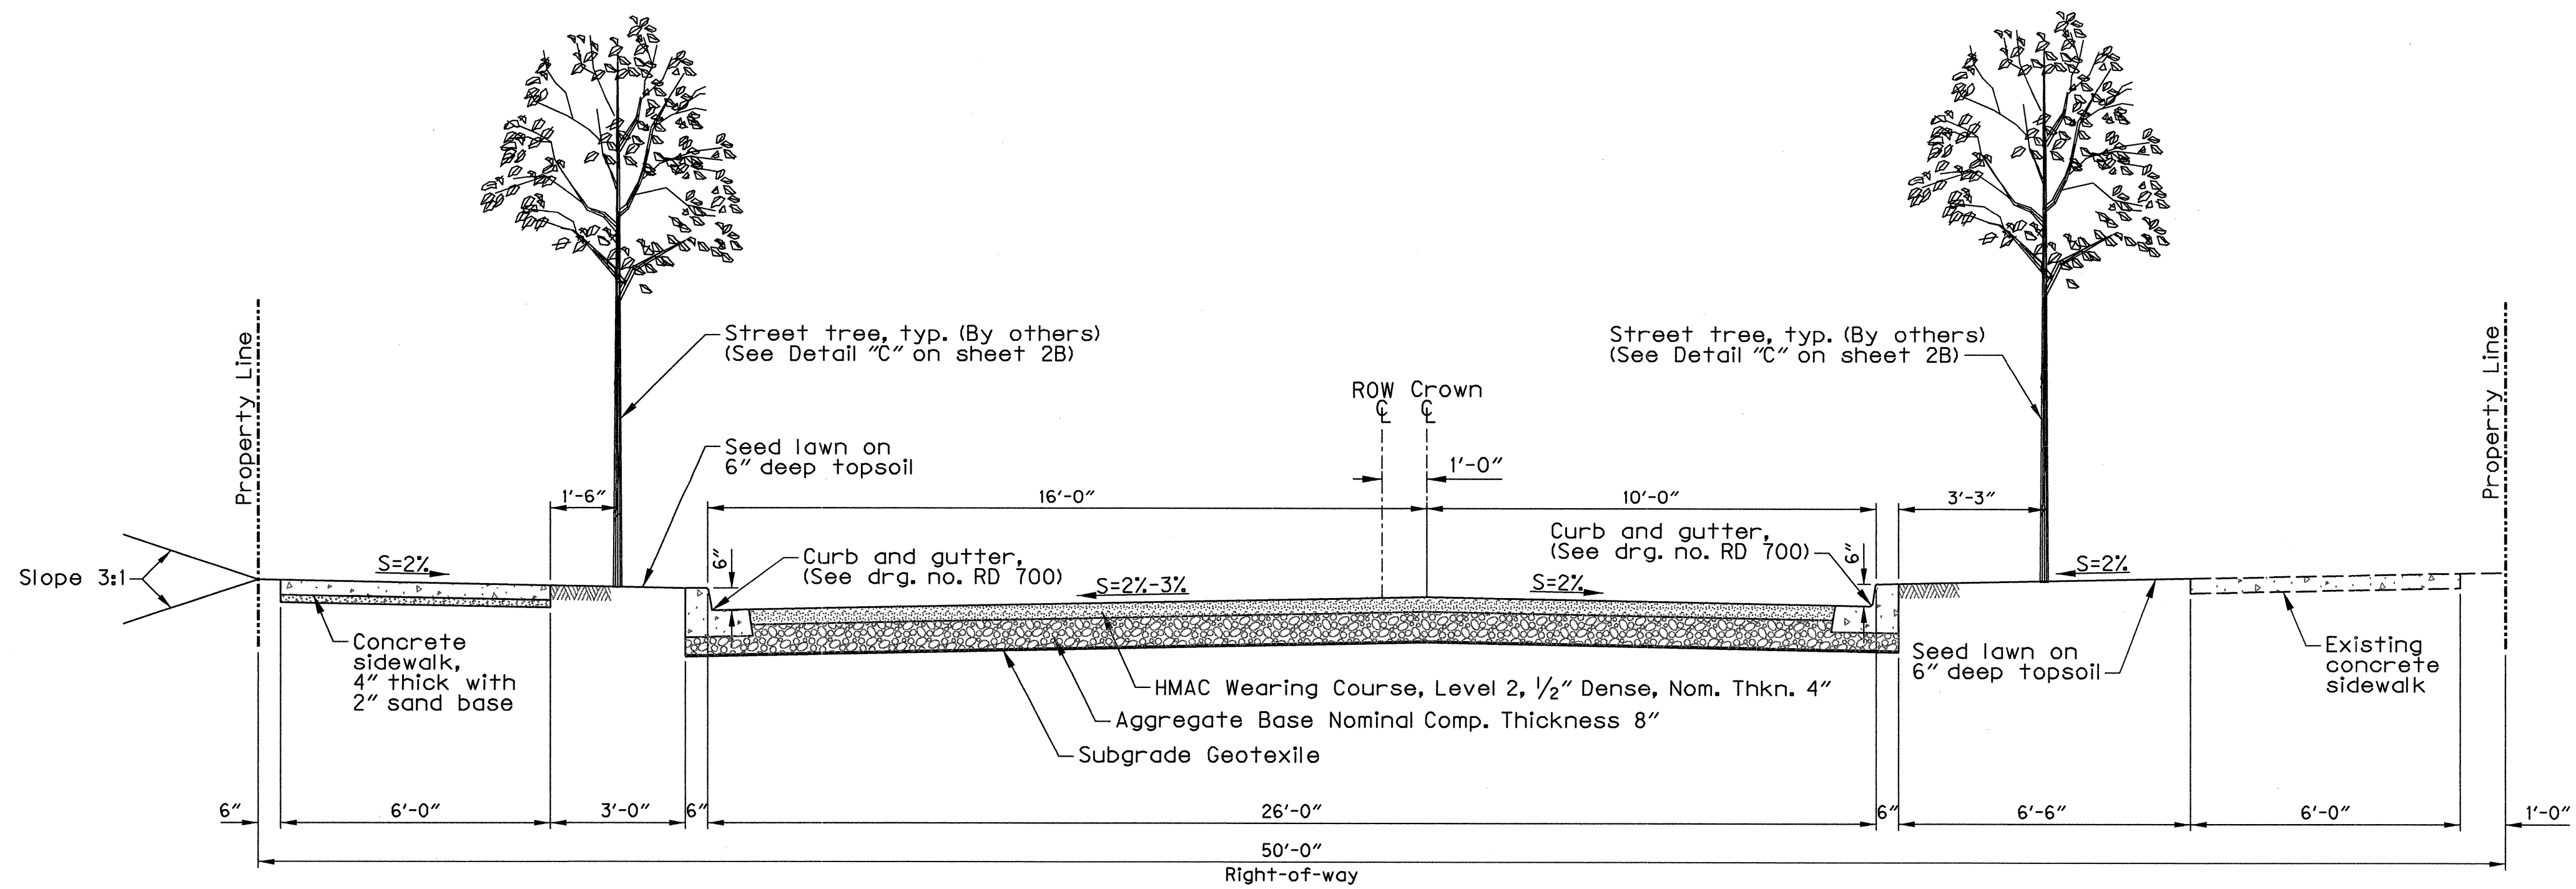 Street tree, typ. (By others)
(See Detail "C" on sheet 2B)
Street tree, typ. (By others)
(See Detail "C" on sheet 2B)
Property Line
Property Line
ROW Crown
℄ ℄
Seed lawn on
6" deep topsoil
1'-0"
1'-6"
16'-0"
10'-0"
3'-3"
Curb and gutter,
(See drg. no. RD 700)
6"
Curb and gutter,
(See drg. no. RD 700)
6"
Slope 3:1
S=2%
S=2%-3%
S=2%
S=2%
Concrete
sidewalk,
4" thick with
2" sand base
Seed lawn on
6" deep topsoil
Existing
concrete
sidewalk
HMAC Wearing Course, Level 2, 1/2" Dense, Nom. Thkn. 4"
Aggregate Base Nominal Comp. Thickness 8"
Subgrade Geotexile
6" 6'-0" 3'-0" 6" 26'-0" 6" 6'-6" 6'-0" 1'-0"
50'-0"
Right-of-way